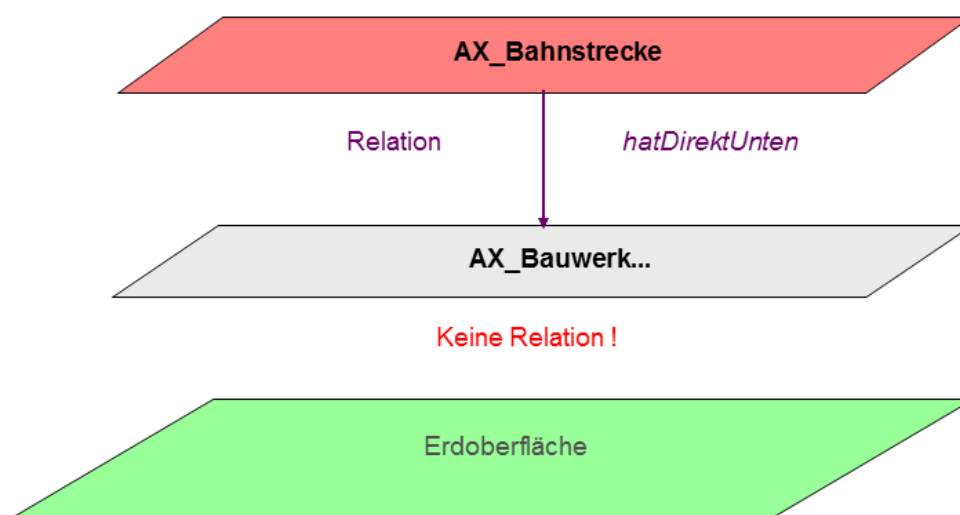 AX_Bahnstrecke
Relation hatDirektUnten
AX_Bauwerk...
Keine Relation !
Erdoberfläche